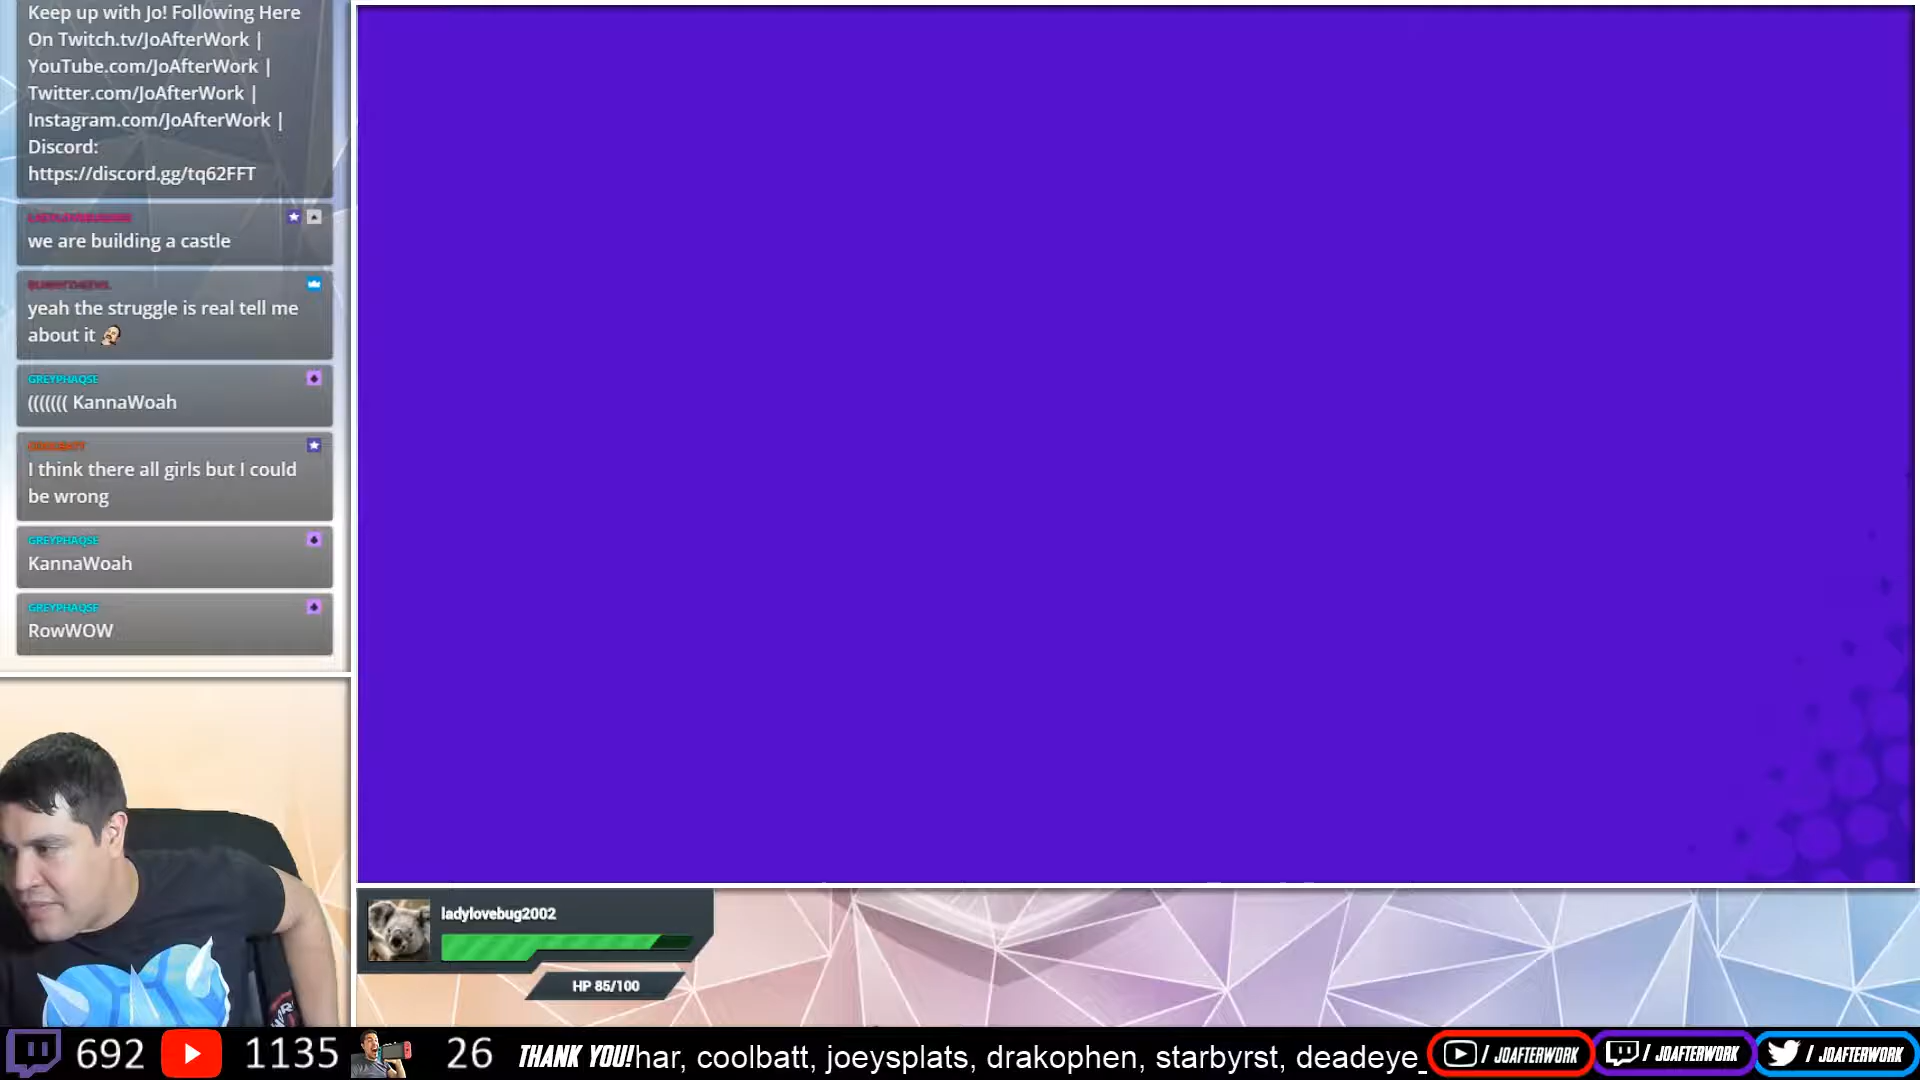 Keep up with Jo! Following Here
On Twitch.tv/JoAfterWork |
YouTube.com/JoAfterWork |
Twitter.com/JoAfterWork |
Instagram.com/JoAfterWork |
Discord:
https://discord.gg/tq62FFT
we are building a castle
yeah the struggle is real tell me
about it
GREYPHAQSE
((((((( KannaWoah
I think there all girls but I could
be wrong
GREYPHAQSE
KannaWoah
GREYPHAQSE
RowWOW
ladylovebug2002
HP 85/100
692 1135 26 THANK YOU! har, coolbatt, joeysplats, drakophen, starbyrst, deadeye_ / JOAFTERWORK / JOAFTERWORK / JOAFTERWORK